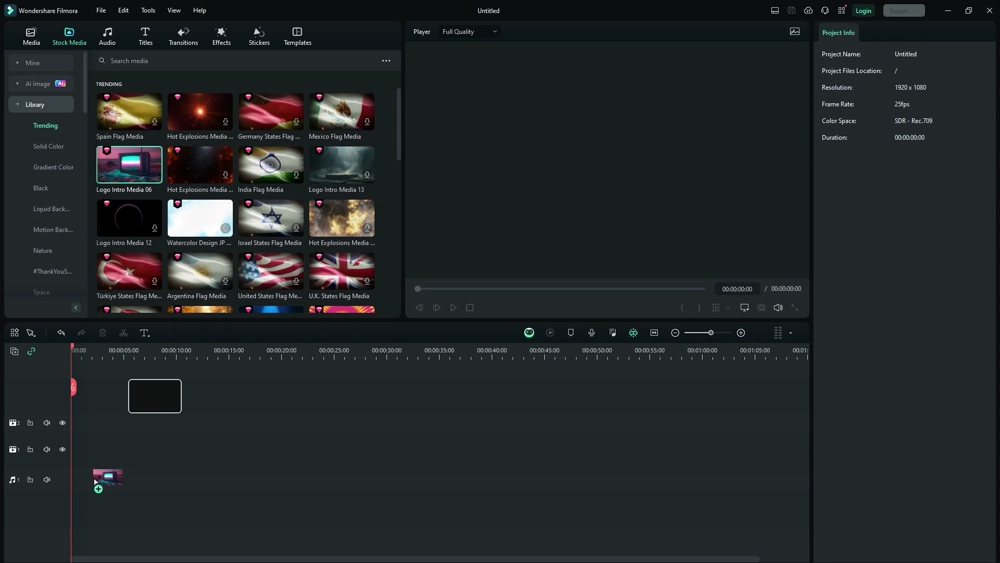 Wondershare Filmora
File
Edit
Tools
View
Help
Untitled
Login
Export
Media
Stock Media
Audio
Titles
Transitions
Effects
Stickers
Templates
Player
Full Quality
Project Info
Mine
AI Image
AI
Library
Trending
Solid Color
Gradient Color
Black
Liquid Back...
Motion Back...
Nature
#ThankYouS...
Space
Search media
TRENDING
Spain Flag Media
Hot Explosions Media ...
Germany States Flag ...
Mexico Flag Media
Logo Intro Media 06
Hot Explosions Media ...
India Flag Media
Logo Intro Media 13
Logo Intro Media 12
Watercolor Design JP ...
Israel States Flag Media
Hot Explosions Media ...
Türkiye States Flag Me...
Argentina Flag Media
United States Flag Me...
U.K. States Flag Media
00:00:00:00 / 00:00:00:00
Project Name: Untitled
Project Files Location: /
Resolution: 1920 x 1080
Frame Rate: 25fps
Color Space: SDR - Rec.709
Duration: 00:00:00:00
:00:00
00:00:05:00
00:00:10:00
00:00:15:00
00:00:20:00
00:00:25:00
00:00:30:00
00:00:35:00
00:00:40:00
00:00:45:00
00:00:50:00
00:00:55:00
00:01:00:00
00:01:05:00
00:01:
2
1
1